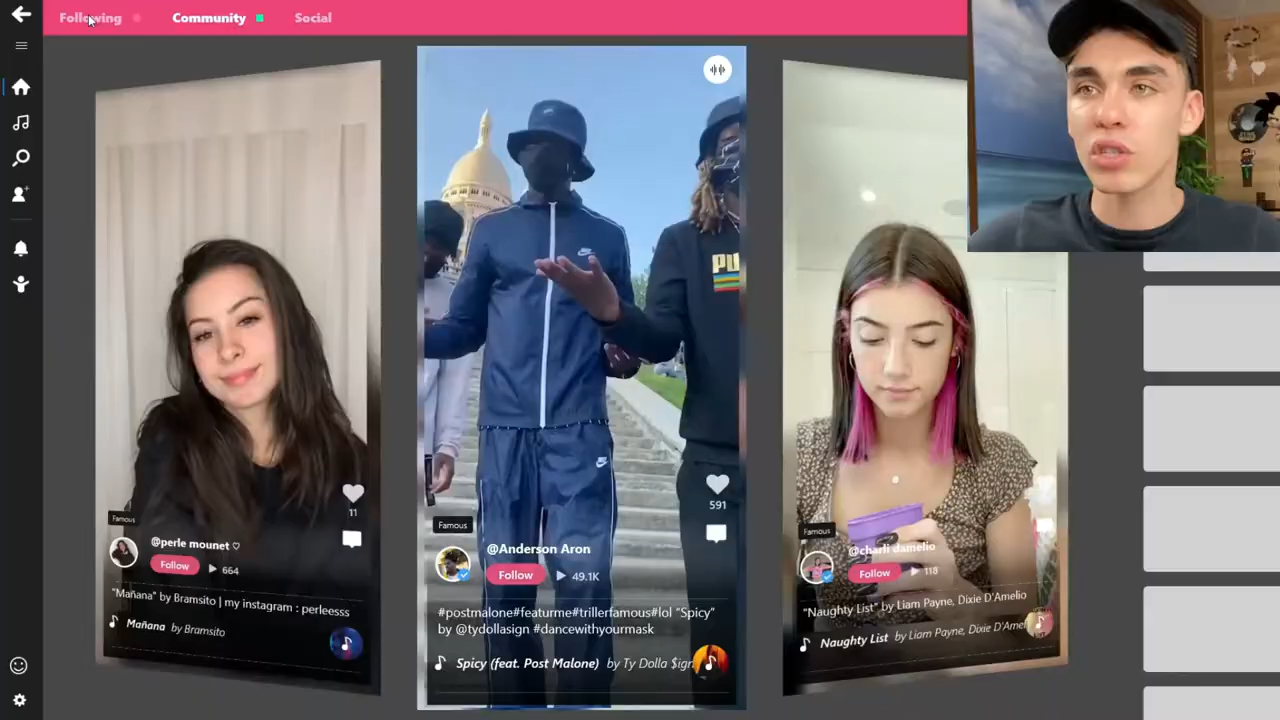 Following
Community
Social
PU
Famous
@perle mounet ♡
Follow
664
11
"Mañana" by Bramsito | my instagram : perleesss
Mañana by Bramsito
591
Famous
@Anderson Aron
Follow
49.1K
#postmalone#featurme#trillerfamous#lol "Spicy"
by @tydollasign #dancewithyourmask
Spicy (feat. Post Malone) by Ty Dolla $ign
Famous
@charli damelio
Follow
118
"Naughty List" by Liam Payne, Dixie D'Amelio
Naughty List by Liam Payne, Dixie D'Amel